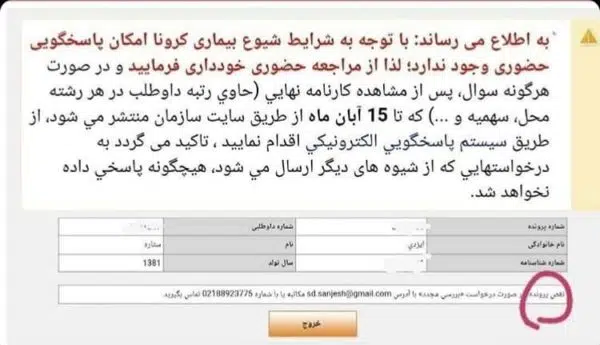 به اطلاع می رساند: با توجه به شرایط شیوع بیماری کرونا امکان پاسخگویی
حضوری وجود ندارد؛ لذا از مراجعه حضوری خودداری فرمایید و در صورت
هرگونه سوال، پس از مشاهده کارنامه نهایي (حاوي رتبه داوطلب در هر رشته
محل، سهمیه و ...) که تا 15 آبان ماه از طریق سایت سازمان منتشر مي شود، از
طریق سیستم پاسخگویي الکترونیکي اقدام نمایید ، تاکید می گردد به
درخواستهایي که از شیوه های دیگر ارسال مي شود، هیچگونه پاسخي داده
نخواهد شد.
شماره پرونده شماره داوطلبی
نام خانوادگی ایزدي نام ستاره
شماره شناسنامه سال تولد 1381
نقص پرونده در صورت درخواست «بررسي مجدد» با آدرس sd.sanjesh@gmail.com مکاتبه یا با شماره 02188923775 تماس بگیرید.
خروج